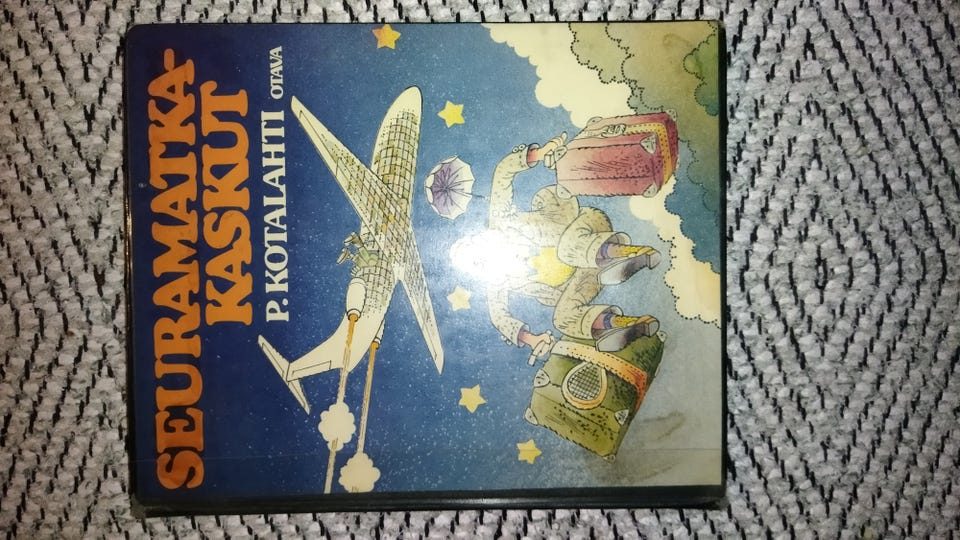 SEURAMATKA-
KASKUT
P. KOTALAHTI OTAVA